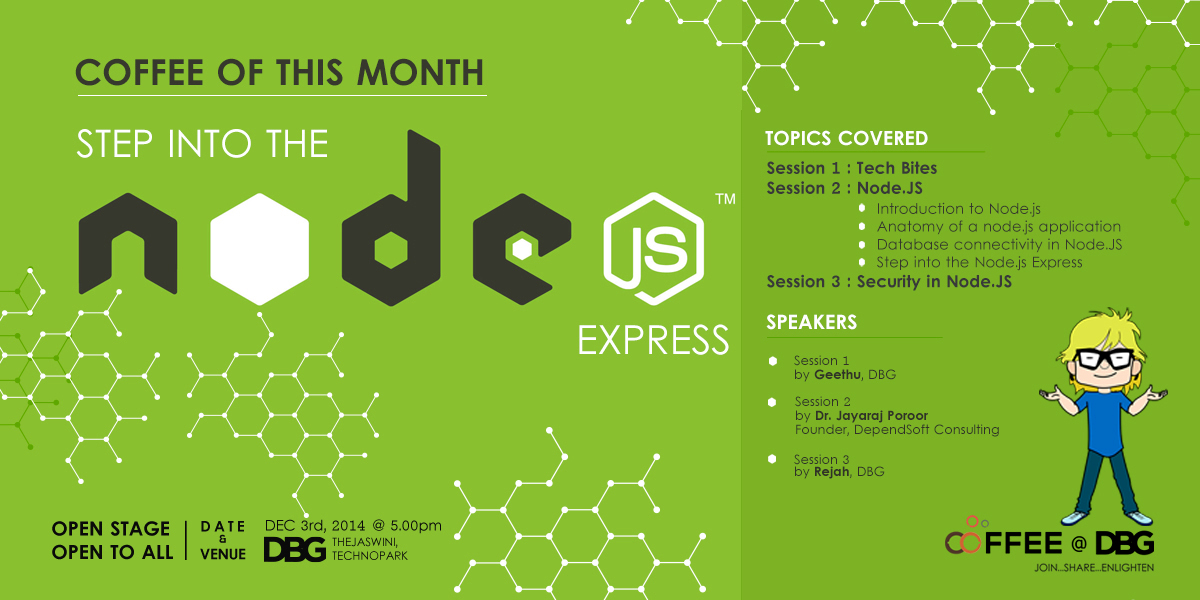 COFFEE OF THIS MONTH
STEP INTO THE
node JS ™
EXPRESS
OPEN STAGE
OPEN TO ALL
DATE
&
VENUE
DEC 3rd, 2014 @ 5.00pm
DBG
THEJASWINI,
TECHNOPARK
TOPICS COVERED
Session 1 : Tech Bites
Session 2 : Node.JS
Introduction to Node.js
Anatomy of a node.js application
Database connectivity in Node.JS
Step into the Node.js Express
Session 3 : Security in Node.JS
SPEAKERS
Session 1
by Geethu, DBG
Session 2
by Dr. Jayaraj Poroor
Founder, DependSoft Consulting
Session 3
by Rejah, DBG
COFFEE @ DBG
JOIN...SHARE...ENLIGHTEN